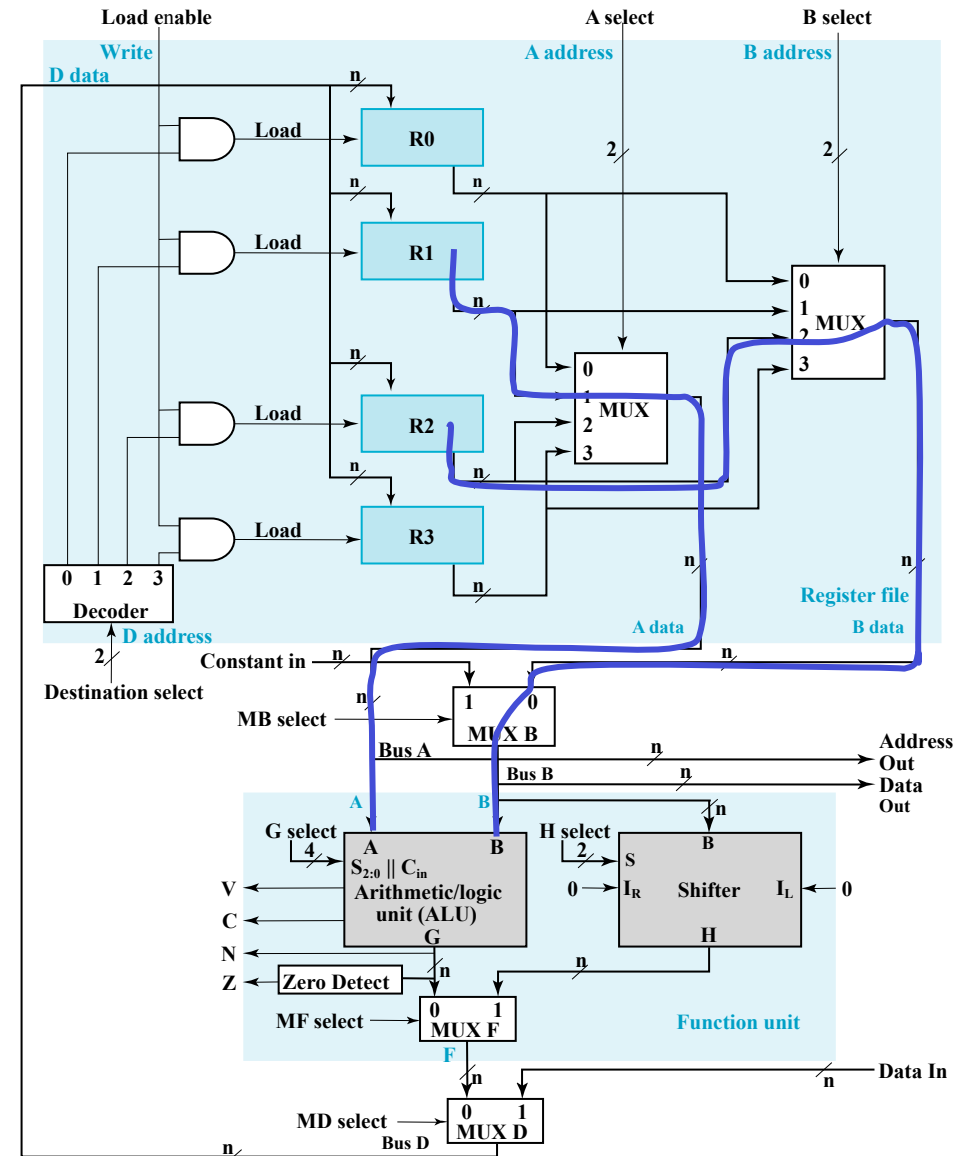 Load enable
A select
B select
Write
A address
B address
D data
n
Load
R0
2
2
n
n
Load
R1
n
0
1
MUX
2
3
n
0
1
MUX
2
3
Load
R2
n
n
Load
R3
n
n
n
0 1 2 3
Decoder
D address
2
Destination select
Register file
A data
B data
Constant in
n
n
n
1 0
MB select
MUX B
Bus A
n
Address
Out
Bus B
n
Data
Out
A
B
n
G select
4
H select
2
A B
S2:0 || Cin
Arithmetic/logic
unit (ALU)
G
B
S
IR
Shifter
IL
H
0
0
V
C
N
Z
Zero Detect
n
n
MF select
0 1
MUX F
F
Function unit
n
n
Data In
MD select
0 1
MUX D
Bus D
n